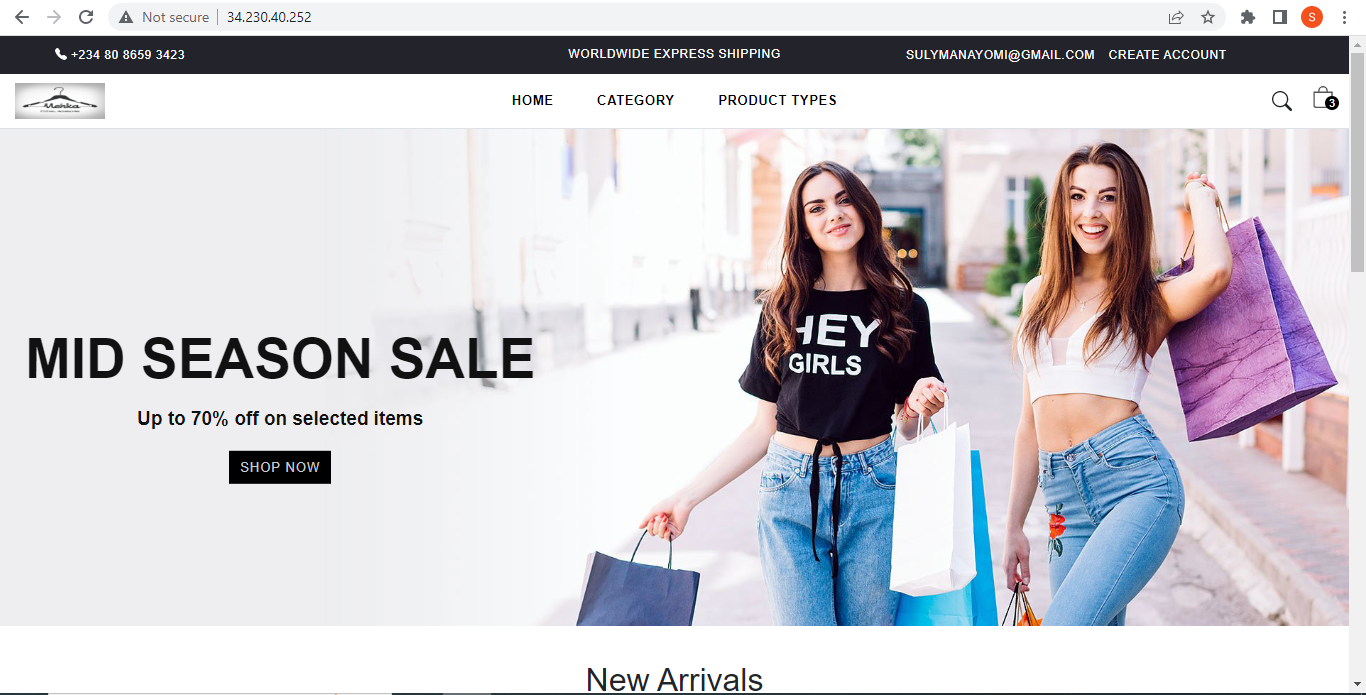 Not secure
34.230.40.252
S
+234 80 8659 3423
WORLDWIDE EXPRESS SHIPPING
SULYMANAYOMI@GMAIL.COM
CREATE ACCOUNT
Mehka
HOME
CATEGORY
PRODUCT TYPES
3
HEY
GIRLS
MID SEASON SALE
Up to 70% off on selected items
SHOP NOW
New Arrivals